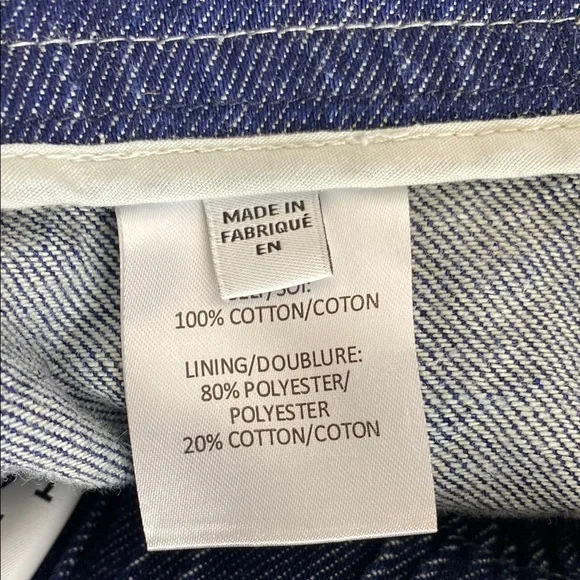 MADE IN
FABRIQUÉ
EN
100% COTTON/COTON
LINING/DOUBLURE:
80% POLYESTER/
POLYESTER
20% COTTON/COTON